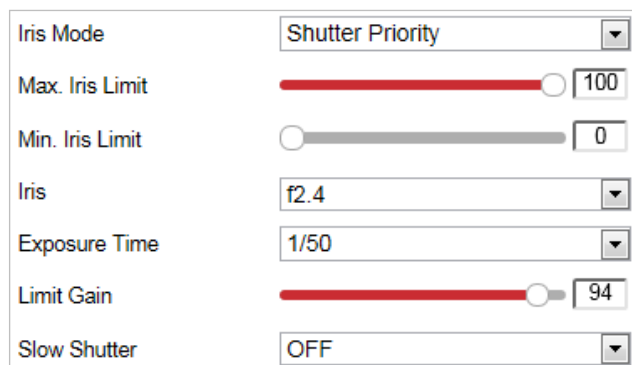 Iris Mode Shutter Priority
Max. Iris Limit 100
Min. Iris Limit 0
Iris f2.4
Exposure Time 1/50
Limit Gain 94
Slow Shutter OFF